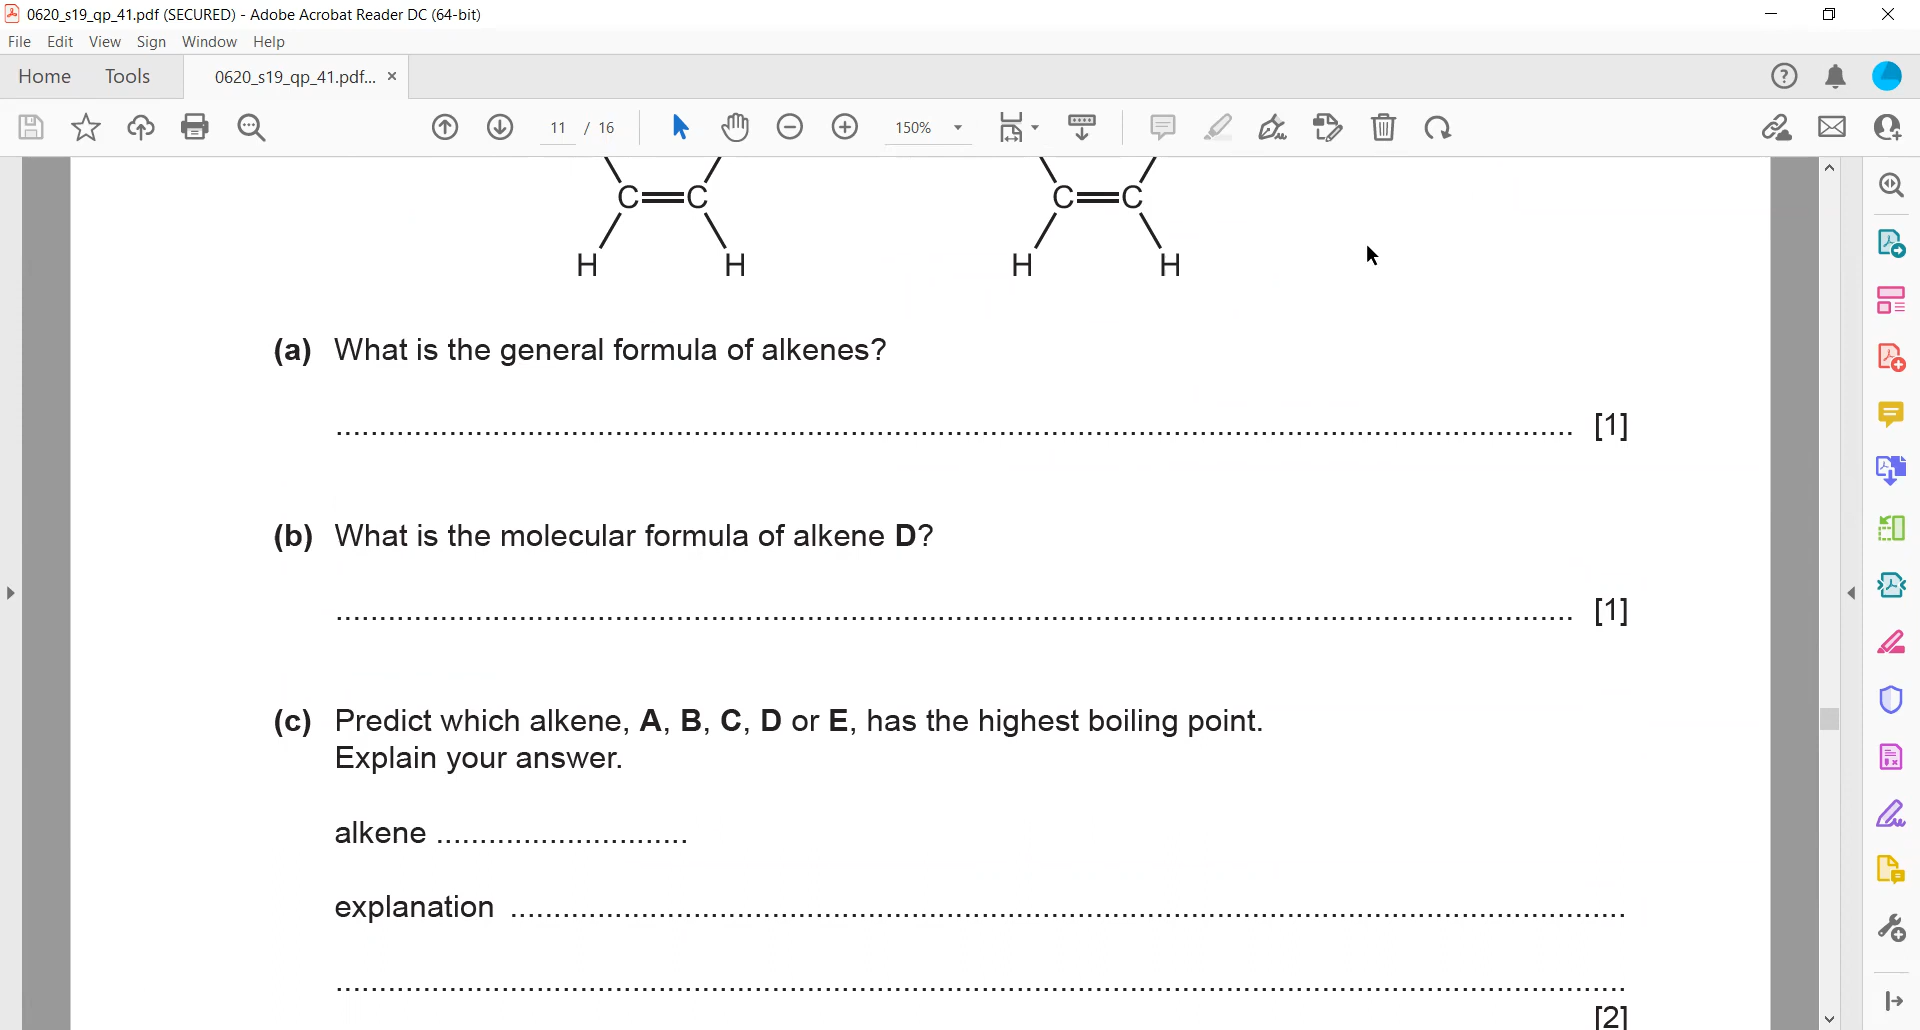 0620_s19_qp_41.pdf (SECURED) - Adobe Acrobat Reader DC (64-bit)
File Edit View Sign Window Help
Home Tools 0620_s19_qp_41.pdf... ×
11 / 16 150%
C C C C
H H H H
(a) What is the general formula of alkenes?
.......................................................................................................................................... [1]
(b) What is the molecular formula of alkene D?
.......................................................................................................................................... [1]
(c) Predict which alkene, A, B, C, D or E, has the highest boiling point.
Explain your answer.
alkene ............................
explanation .............................................................................................................................
..........................................................................................................................................
[2]